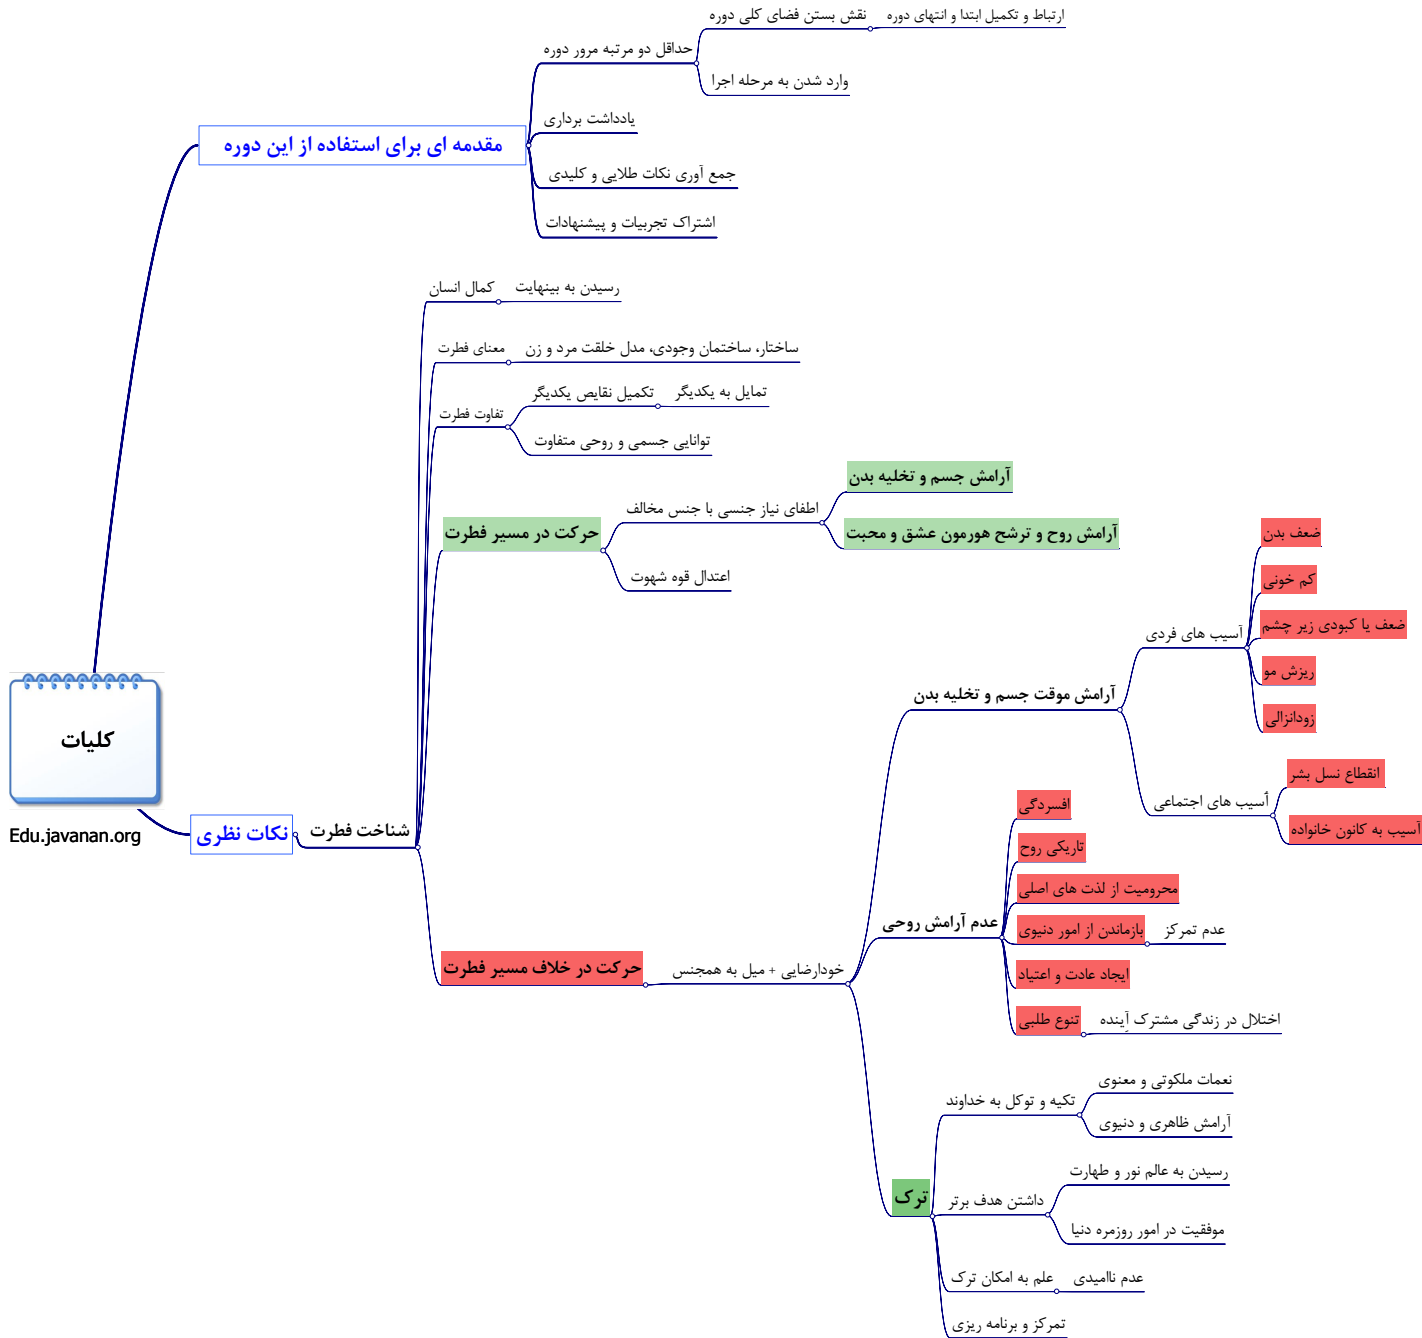 کلیات
Edu.javanan.org
مقدمه ای برای استفاده از این دوره
حداقل دو مرتبه مرور دوره
نقش بستن فضای کلی دوره
ارتباط و تکمیل ابتدا و انتهای دوره
وارد شدن به مرحله اجرا
یادداشت برداری
جمع آوری نکات طلایی و کلیدی
اشتراک تجربیات و پیشنهادات
نکات نظری
شناخت فطرت
کمال انسان
رسیدن به بینهایت
معنای فطرت
ساختار، ساختمان وجودی، مدل خلقت مرد و زن
تفاوت فطرت
تکمیل نقایص یکدیگر
تمایل به یکدیگر
توانایی جسمی و روحی متفاوت
حرکت در مسیر فطرت
اطفای نیاز جنسی با جنس مخالف
آرامش جسم و تخلیه بدن
آرامش روح و ترشح هورمون عشق و محبت
اعتدال قوه شهوت
حرکت در خلاف مسیر فطرت
خودارضایی + میل به همجنس
آرامش موقت جسم و تخلیه بدن
آسیب های فردی
ضعف بدن
کم خونی
ضعف یا کبودی زیر چشم
ریزش مو
زودانزالی
آسیب های اجتماعی
انقطاع نسل بشر
آسیب به کانون خانواده
عدم آرامش روحی
افسردگی
تاریکی روح
محرومیت از لذت های اصلی
بازماندن از امور دنیوی
عدم تمرکز
ایجاد عادت و اعتیاد
تنوع طلبی
اختلال در زندگی مشترک آینده
ترک
تکیه و توکل به خداوند
نعمات ملکوتی و معنوی
آرامش ظاهری و دنیوی
داشتن هدف برتر
رسیدن به عالم نور و طهارت
موفقیت در امور روزمره دنیا
علم به امکان ترک
عدم ناامیدی
تمرکز و برنامه ریزی